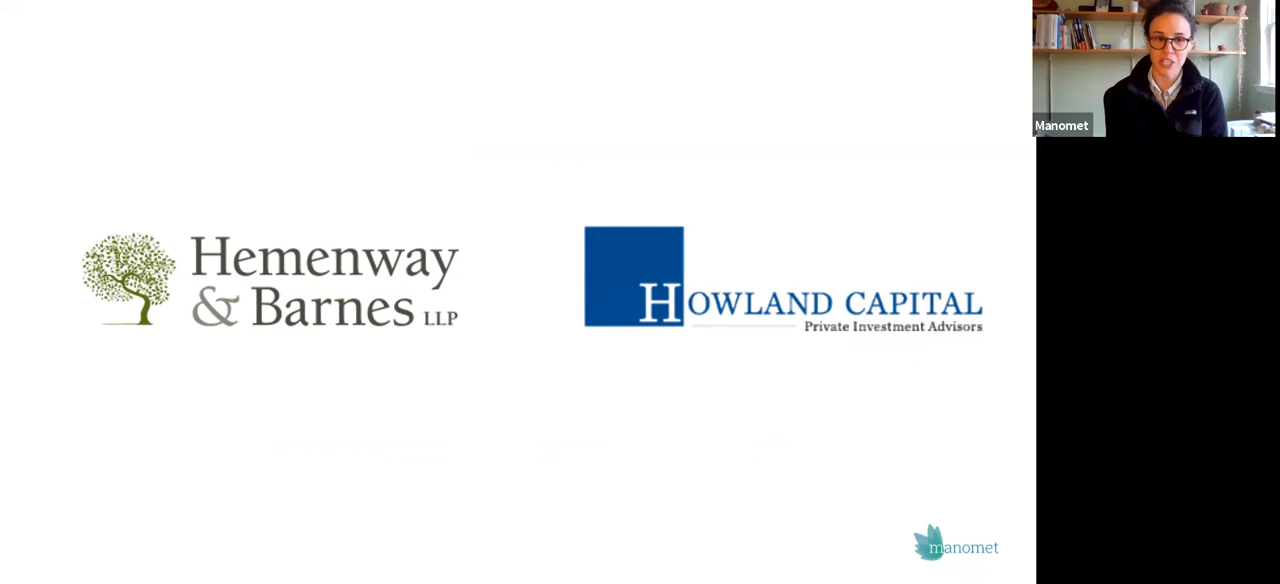 Hemenway
& Barnes LLP
HOWLAND CAPITAL
Private Investment Advisors
manomet
Manomet